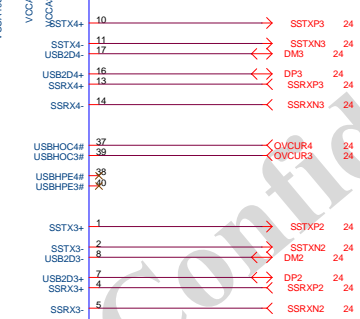 VCCA
SSTX4+ 10 SSTXP3 24
SSTX4- 11 SSTXN3 24
USB2D4- 17 DM3 24
USB2D4+ 16 DP3 24
SSRX4+ 13 SSRXP3 24
SSRX4- 14 SSRXN3 24
USBHOC4# 37 OVCUR4 24
USBHOC3# 39 OVCUR3 24
USBHPE4# 38
USBHPE3# 40
SSTX3+ 1 SSTXP2 24
SSTX3- 2 SSTXN2 24
USB2D3- 8 DM2 24
USB2D3+ 7 DP2 24
SSRX3+ 4 SSRXP2 24
SSRX3- 5 SSRXN2 24
Confid